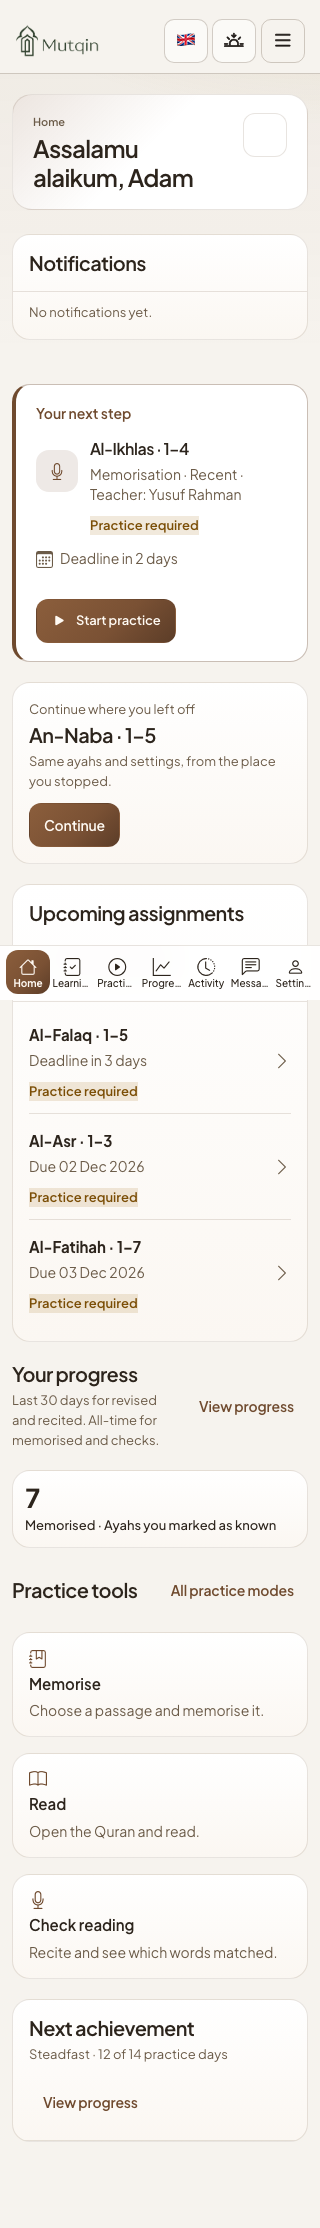 Mutqin
Home
Assalamu
alaikum, Adam
Notifications
No notifications yet.
Your next step
Al-Ikhlas · 1–4
Memorisation · Recent ·
Teacher: Yusuf Rahman
Practice required
Deadline in 2 days
Start practice
Continue where you left off
An-Naba · 1–5
Same ayahs and settings, from the place
you stopped.
Continue
Upcoming assignments
Home Learni... Practi... Progre... Activity Messa... Settin...
Al-Falaq · 1–5
Deadline in 3 days
Practice required
Al-Asr · 1–3
Due 02 Dec 2026
Practice required
Al-Fatihah · 1–7
Due 03 Dec 2026
Practice required
Your progress
Last 30 days for revised
and recited. All-time for
memorised and checks.
View progress
7
Memorised · Ayahs you marked as known
Practice tools
All practice modes
Memorise
Choose a passage and memorise it.
Read
Open the Quran and read.
Check reading
Recite and see which words matched.
Next achievement
Steadfast · 12 of 14 practice days
View progress